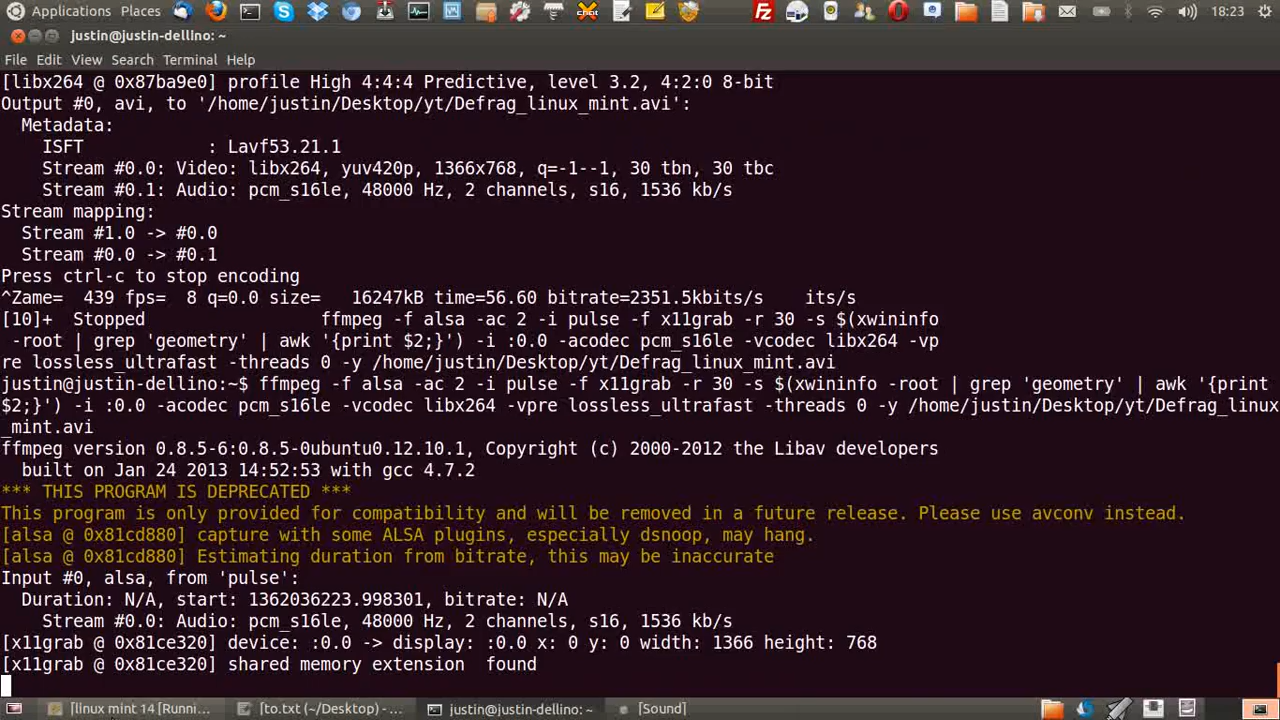 Applications Places 18:23
justin@justin-dellino: ~
File Edit View Search Terminal Help
[libx264 @ 0x87ba9e0] profile High 4:4:4 Predictive, level 3.2, 4:2:0 8-bit
Output #0, avi, to '/home/justin/Desktop/yt/Defrag_linux_mint.avi':
Metadata:
ISFT : Lavf53.21.1
Stream #0.0: Video: libx264, yuv420p, 1366x768, q=-1--1, 30 tbn, 30 tbc
Stream #0.1: Audio: pcm_s16le, 48000 Hz, 2 channels, s16, 1536 kb/s
Stream mapping:
Stream #1.0 -> #0.0
Stream #0.0 -> #0.1
Press ctrl-c to stop encoding
^Zame= 439 fps= 8 q=0.0 size= 16247kB time=56.60 bitrate=2351.5kbits/s its/s
[10]+ Stopped ffmpeg -f alsa -ac 2 -i pulse -f x11grab -r 30 -s $(xwininfo
-root | grep 'geometry' | awk '{print $2;}') -i :0.0 -acodec pcm_s16le -vcodec libx264 -vp
re lossless_ultrafast -threads 0 -y /home/justin/Desktop/yt/Defrag_linux_mint.avi
justin@justin-dellino:~$ ffmpeg -f alsa -ac 2 -i pulse -f x11grab -r 30 -s $(xwininfo -root | grep 'geometry' | awk '{print
$2;}') -i :0.0 -acodec pcm_s16le -vcodec libx264 -vpre lossless_ultrafast -threads 0 -y /home/justin/Desktop/yt/Defrag_linux
_mint.avi
ffmpeg version 0.8.5-6:0.8.5-0ubuntu0.12.10.1, Copyright (c) 2000-2012 the Libav developers
built on Jan 24 2013 14:52:53 with gcc 4.7.2
*** THIS PROGRAM IS DEPRECATED ***
This program is only provided for compatibility and will be removed in a future release. Please use avconv instead.
[alsa @ 0x81cd880] capture with some ALSA plugins, especially dsnoop, may hang.
[alsa @ 0x81cd880] Estimating duration from bitrate, this may be inaccurate
Input #0, alsa, from 'pulse':
Duration: N/A, start: 1362036223.998301, bitrate: N/A
Stream #0.0: Audio: pcm_s16le, 48000 Hz, 2 channels, s16, 1536 kb/s
[x11grab @ 0x81ce320] device: :0.0 -> display: :0.0 x: 0 y: 0 width: 1366 height: 768
[x11grab @ 0x81ce320] shared memory extension found
[linux mint 14 [Runni... [to.txt (~/Desktop) - ... justin@justin-dellino: ~ [Sound]